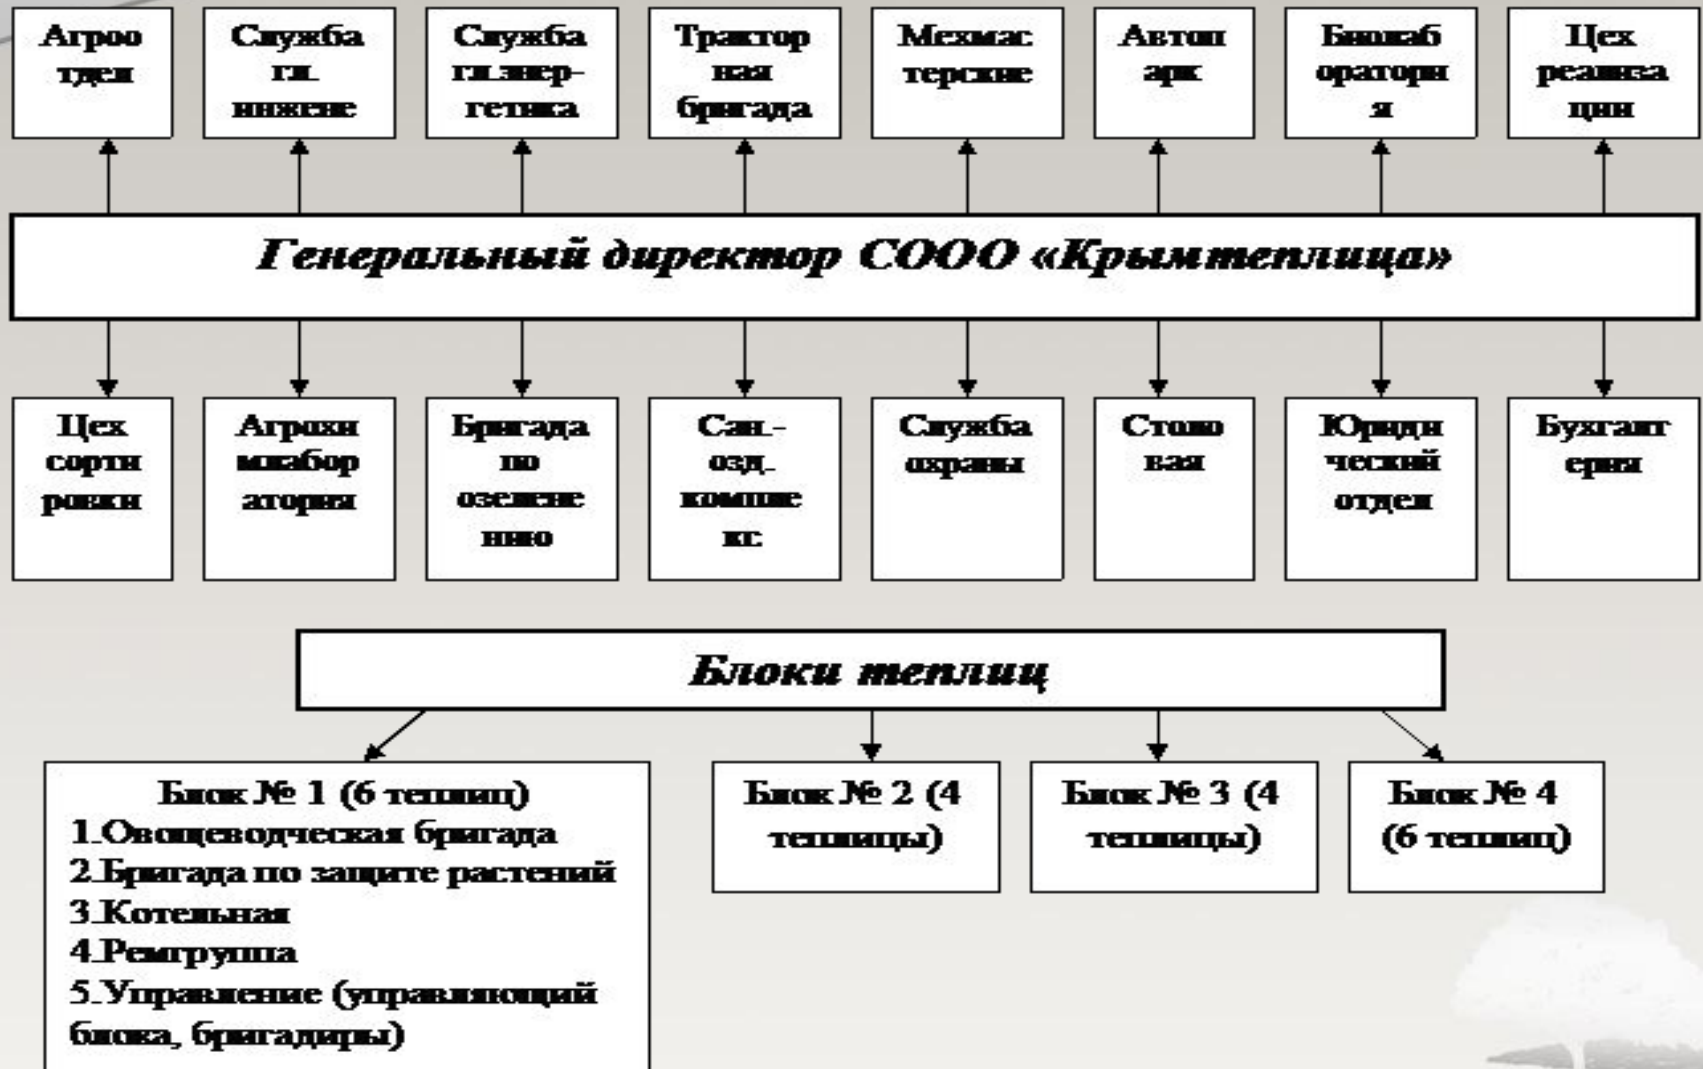 Агроо
тдел
Служба
гл.
инжене
Служба
гл.энер-
гетика
Трактор
ная
бригада
Мехмас
терские
Автоп
арк
Биолаб
оратори
я
Цех
реализа
ции
Генеральный директор СООО «Крымтеплица»
Цех
сорти
ровки
Агрохи
млабор
атория
Бригада
по
озелене
нию
Сан.-
озд.
компле
кс
Служба
охраны
Столо
вая
Юриди
ческий
отдел
Бухгалт
ерия
Блоки теплиц
Блок № 1 (6 теплиц)
1.Овощеводческая бригада
2.Бригада по защите растений
3.Котельная
4.Ремгруппа
5.Управление (управляющий
блока, бригадиры)
Блок № 2 (4
теплицы)
Блок № 3 (4
теплицы)
Блок № 4
(6 теплиц)